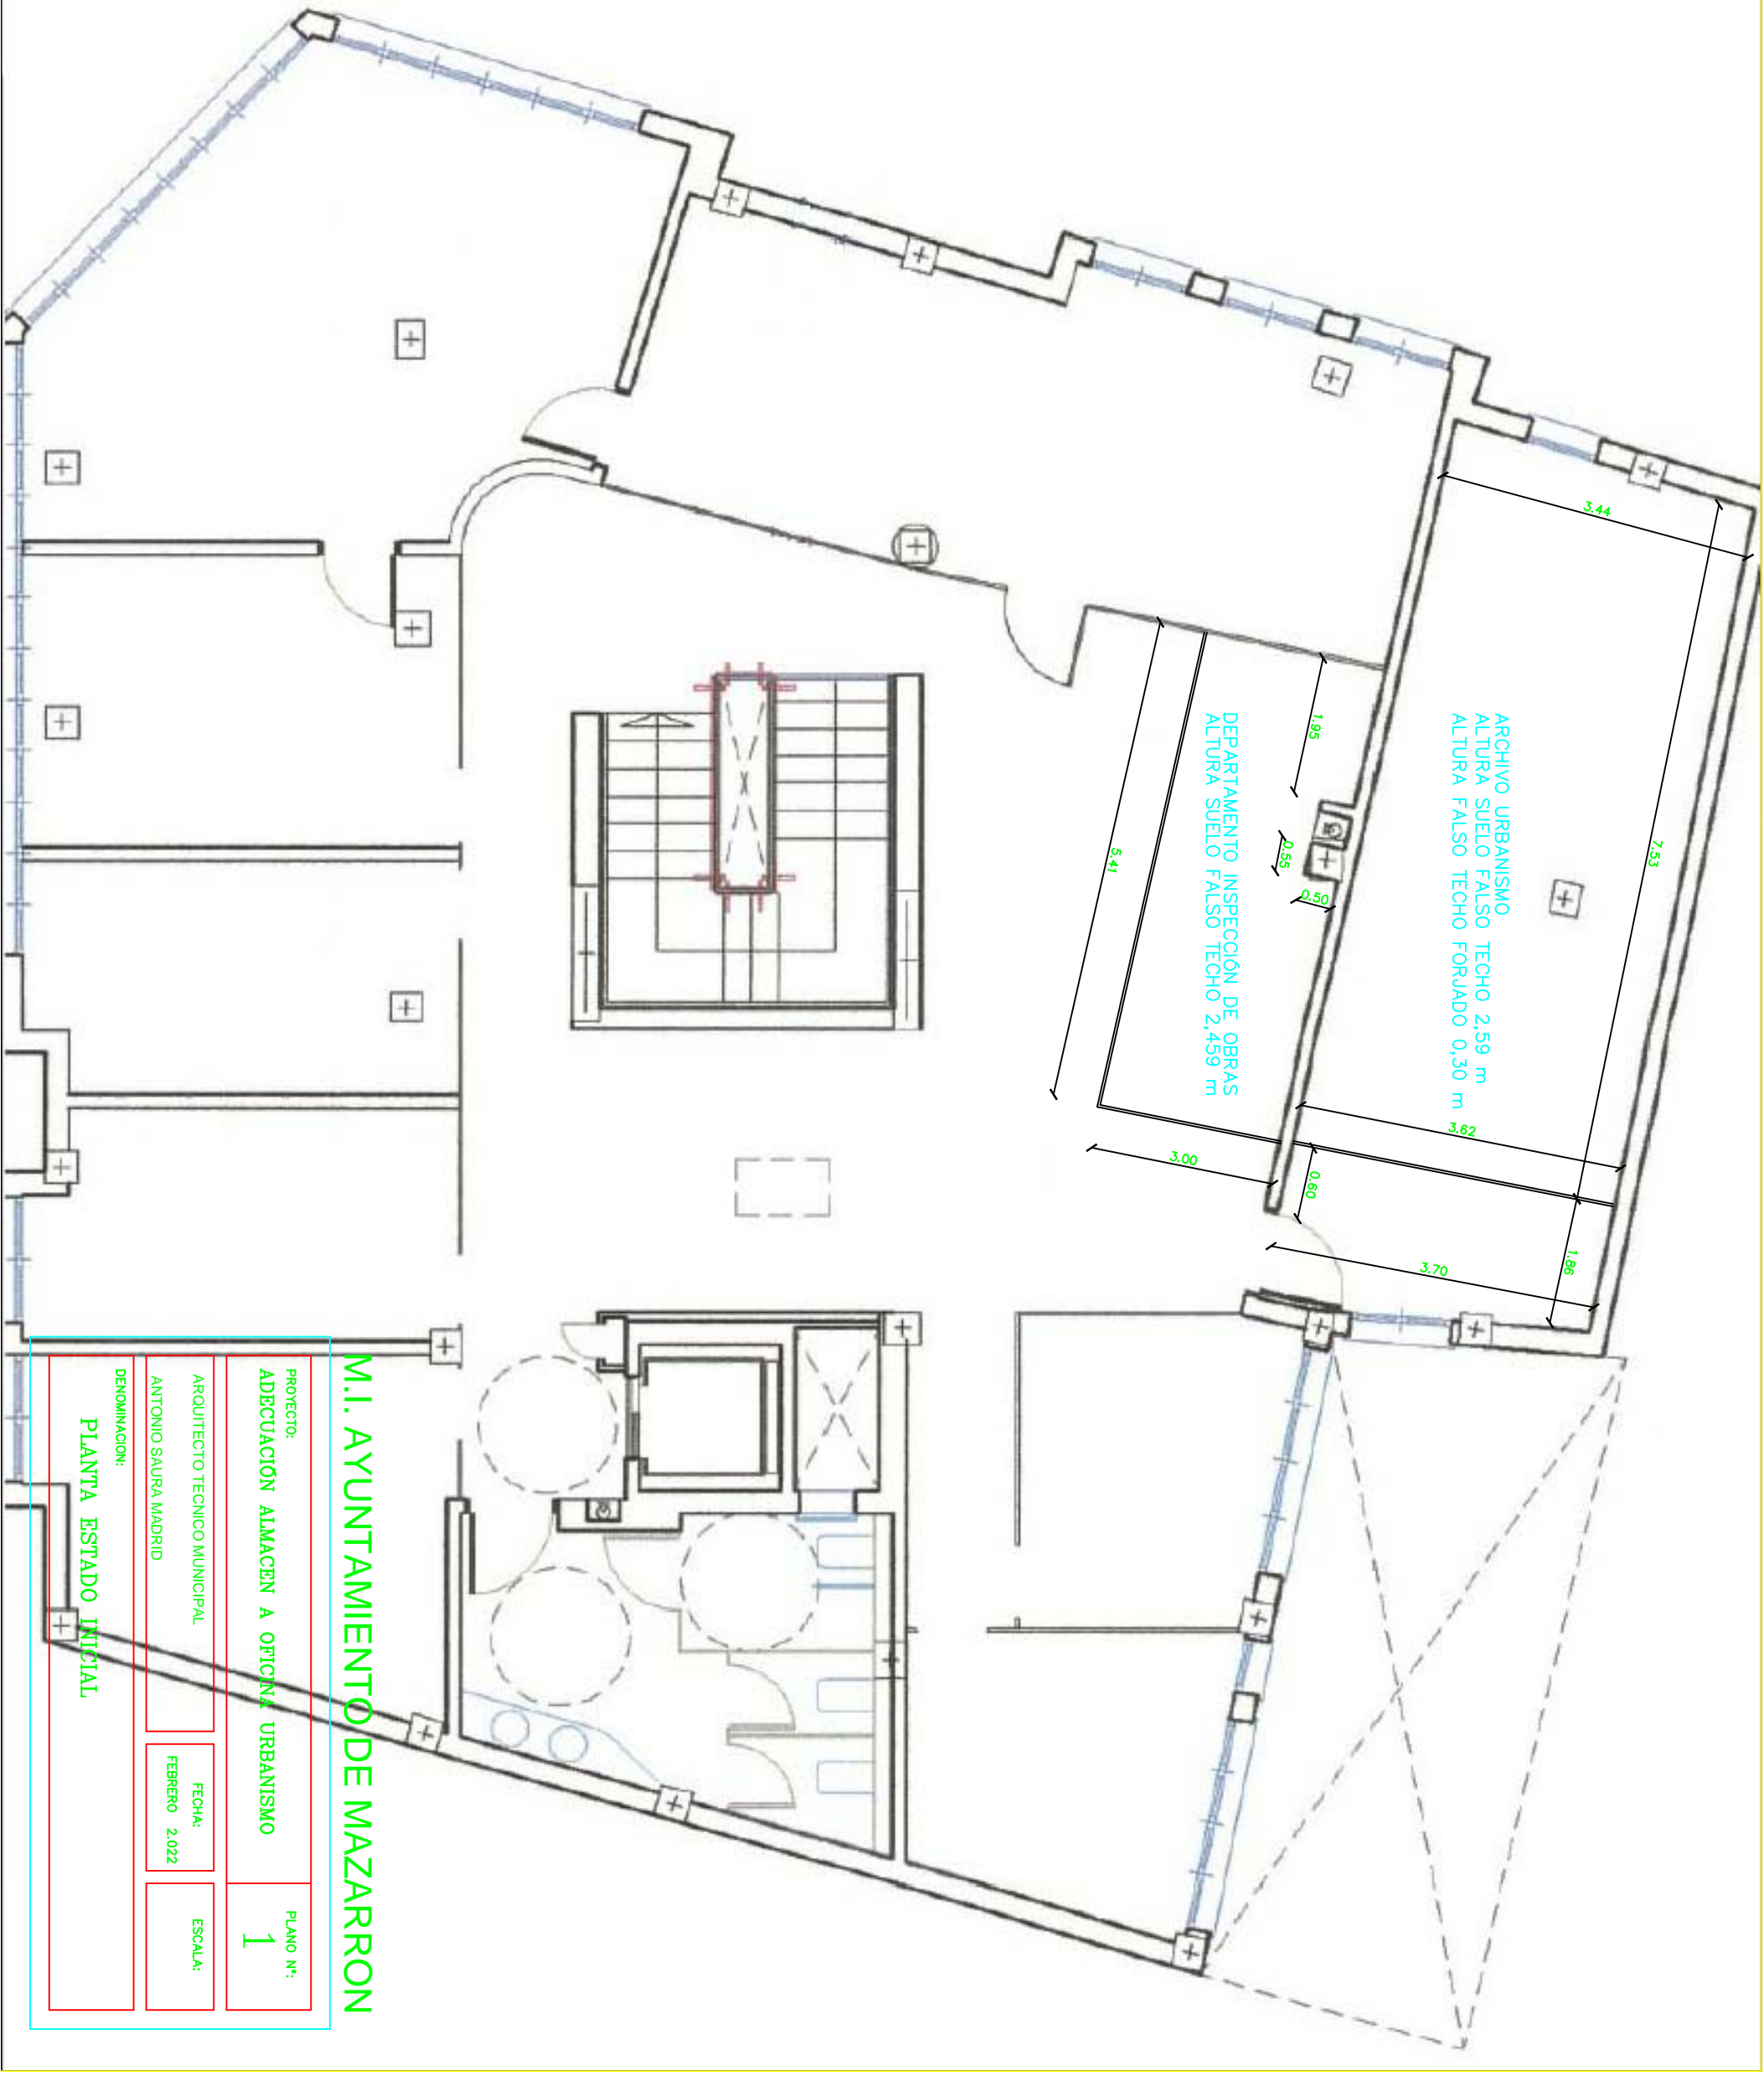 ARCHIVO URBANISMO
ALTURA SUELO FALSO TECHO 2,59 m
ALTURA FALSO TECHO FORJADO 0,30 m
DEPARTAMENTO INSPECCIÓN DE OBRAS
ALTURA SUELO FALSO TECHO 2,459 m
3.44
7.53
1.95
0.55
0.50
5.41
3.62
3.00
0.60
3.70
1.86
M.I. AYUNTAMIENTO DE MAZARRON
PROYECTO:
ADECUACIÓN ALMACEN A OFICINA URBANISMO
PLANO Nº:
1
ARQUITECTO TECNICO MUNICIPAL
ANTONIO SAURA MADRID
FECHA:
FEBRERO 2.022
ESCALA:
DENOMINACION:
PLANTA ESTADO INICIAL